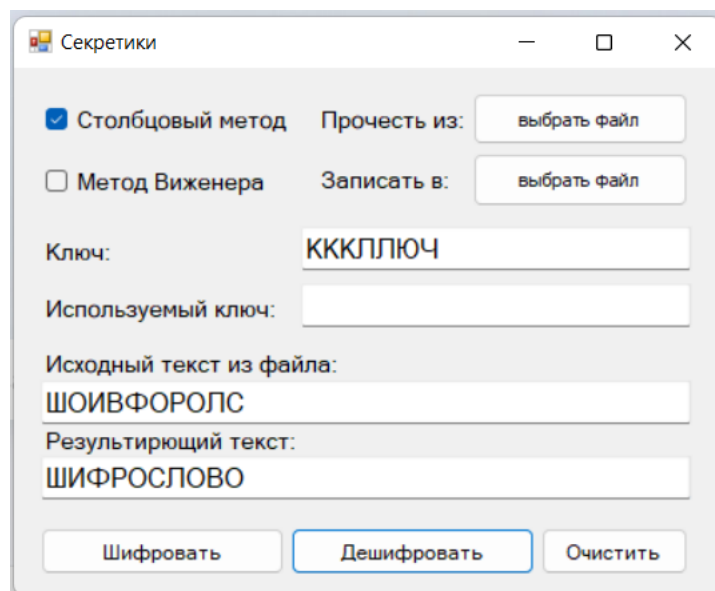 Секретики
Столбцовый метод Прочесть из: выбрать файл
Метод Виженера Записать в: выбрать файл
Ключ: КККЛЛЮЧ
Используемый ключ:
Исходный текст из файла:
ШОИВФОРОЛС
Результирющий текст:
ШИФРОСЛОВО
Шифровать Дешифровать Очистить